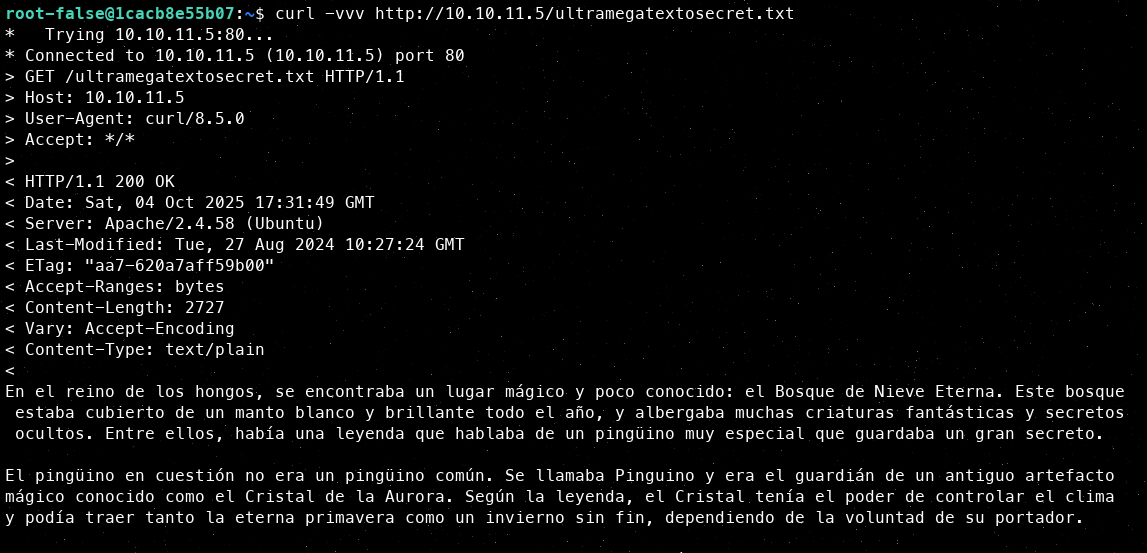 root-false@1cacb8e55b07:~$ curl -vvv http://10.10.11.5/ultramegatextosecret.txt
*   Trying 10.10.11.5:80...
* Connected to 10.10.11.5 (10.10.11.5) port 80
> GET /ultramegatextosecret.txt HTTP/1.1
> Host: 10.10.11.5
> User-Agent: curl/8.5.0
> Accept: */*
>
< HTTP/1.1 200 OK
< Date: Sat, 04 Oct 2025 17:31:49 GMT
< Server: Apache/2.4.58 (Ubuntu)
< Last-Modified: Tue, 27 Aug 2024 10:27:24 GMT
< ETag: "aa7-620a7aff59b00"
< Accept-Ranges: bytes
< Content-Length: 2727
< Vary: Accept-Encoding
< Content-Type: text/plain
<
En el reino de los hongos, se encontraba un lugar mágico y poco conocido: el Bosque de Nieve Eterna. Este bosque
 estaba cubierto de un manto blanco y brillante todo el año, y albergaba muchas criaturas fantásticas y secretos
 ocultos. Entre ellos, había una leyenda que hablaba de un pingüino muy especial que guardaba un gran secreto.

El pingüino en cuestión no era un pingüino común. Se llamaba Pinguino y era el guardián de un antiguo artefacto
mágico conocido como el Cristal de la Aurora. Según la leyenda, el Cristal tenía el poder de controlar el clima
y podía traer tanto la eterna primavera como un invierno sin fin, dependiendo de la voluntad de su portador.